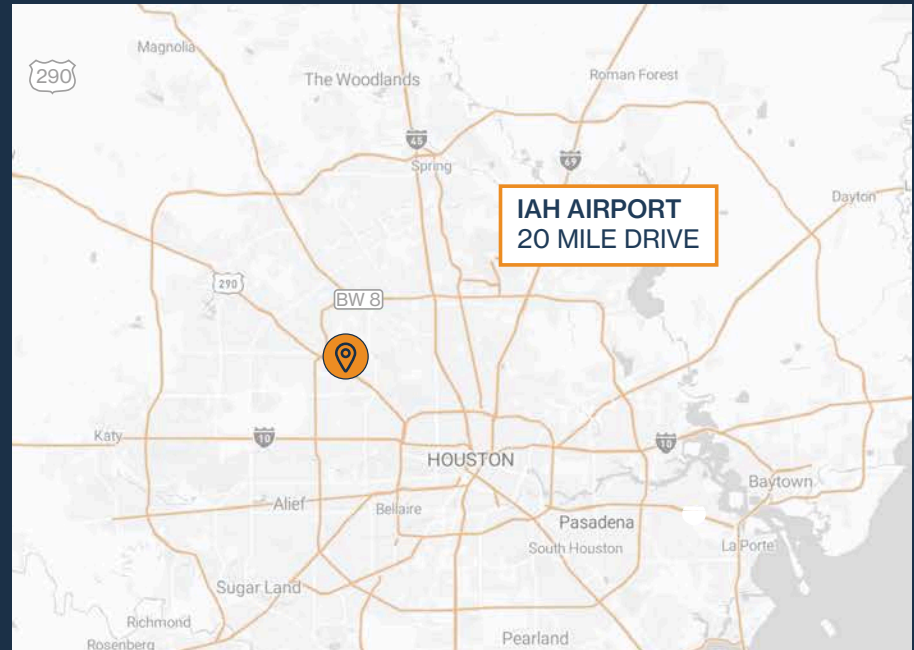 Magnolia
290
The Woodlands
Roman Forest
45
Spring
69
IAH AIRPORT
20 MILE DRIVE
Dayton
290
BW 8
Katy
10
HOUSTON
10
Baytown
Alief
Bellaire
Pasadena
South Houston
La Porte
Sugar Land
Richmond
Rosenberg
Pearland